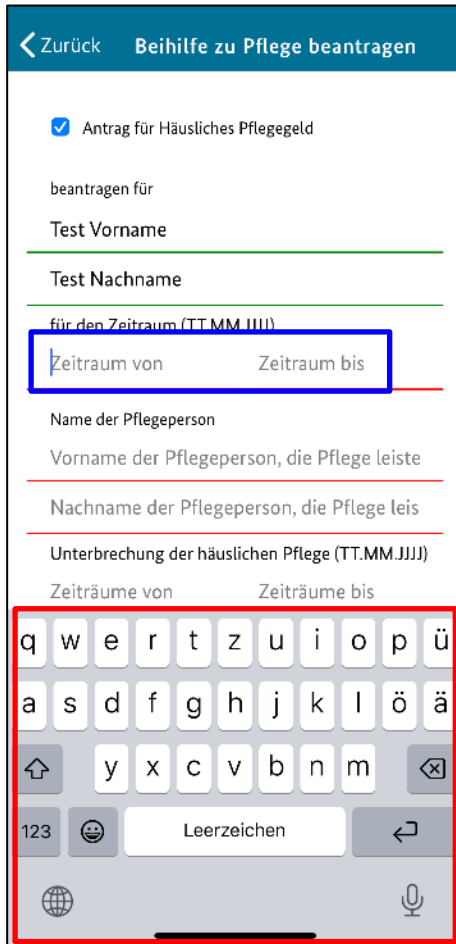 Zurück Beihilfe zu Pflege beantragen
Antrag für Häusliches Pflegegeld
beantragen für
Test Vorname
Test Nachname
für den Zeitraum (TT.MM.JJJJ)
Zeitraum von Zeitraum bis
Name der Pflegeperson
Vorname der Pflegeperson, die Pflege leiste
Nachname der Pflegeperson, die Pflege leis
Unterbrechung der häuslichen Pflege (TT.MM.JJJJ)
Zeiträume von Zeiträume bis
q w e r t z u i o p ü
a s d f g h j k l ö ä
y x c v b n m
123 Leerzeichen